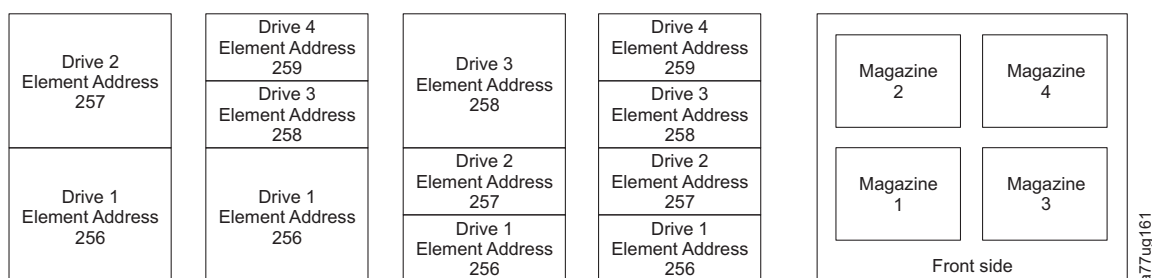 Drive 2
Element Address
257
Drive 1
Element Address
256
Drive 4
Element Address
259
Drive 3
Element Address
258
Drive 1
Element Address
256
Drive 3
Element Address
258
Drive 2
Element Address
257
Drive 1
Element Address
256
Drive 4
Element Address
259
Drive 3
Element Address
258
Drive 2
Element Address
257
Drive 1
Element Address
256
Magazine
2
Magazine
4
Magazine
1
Magazine
3
Front side
a77ug161